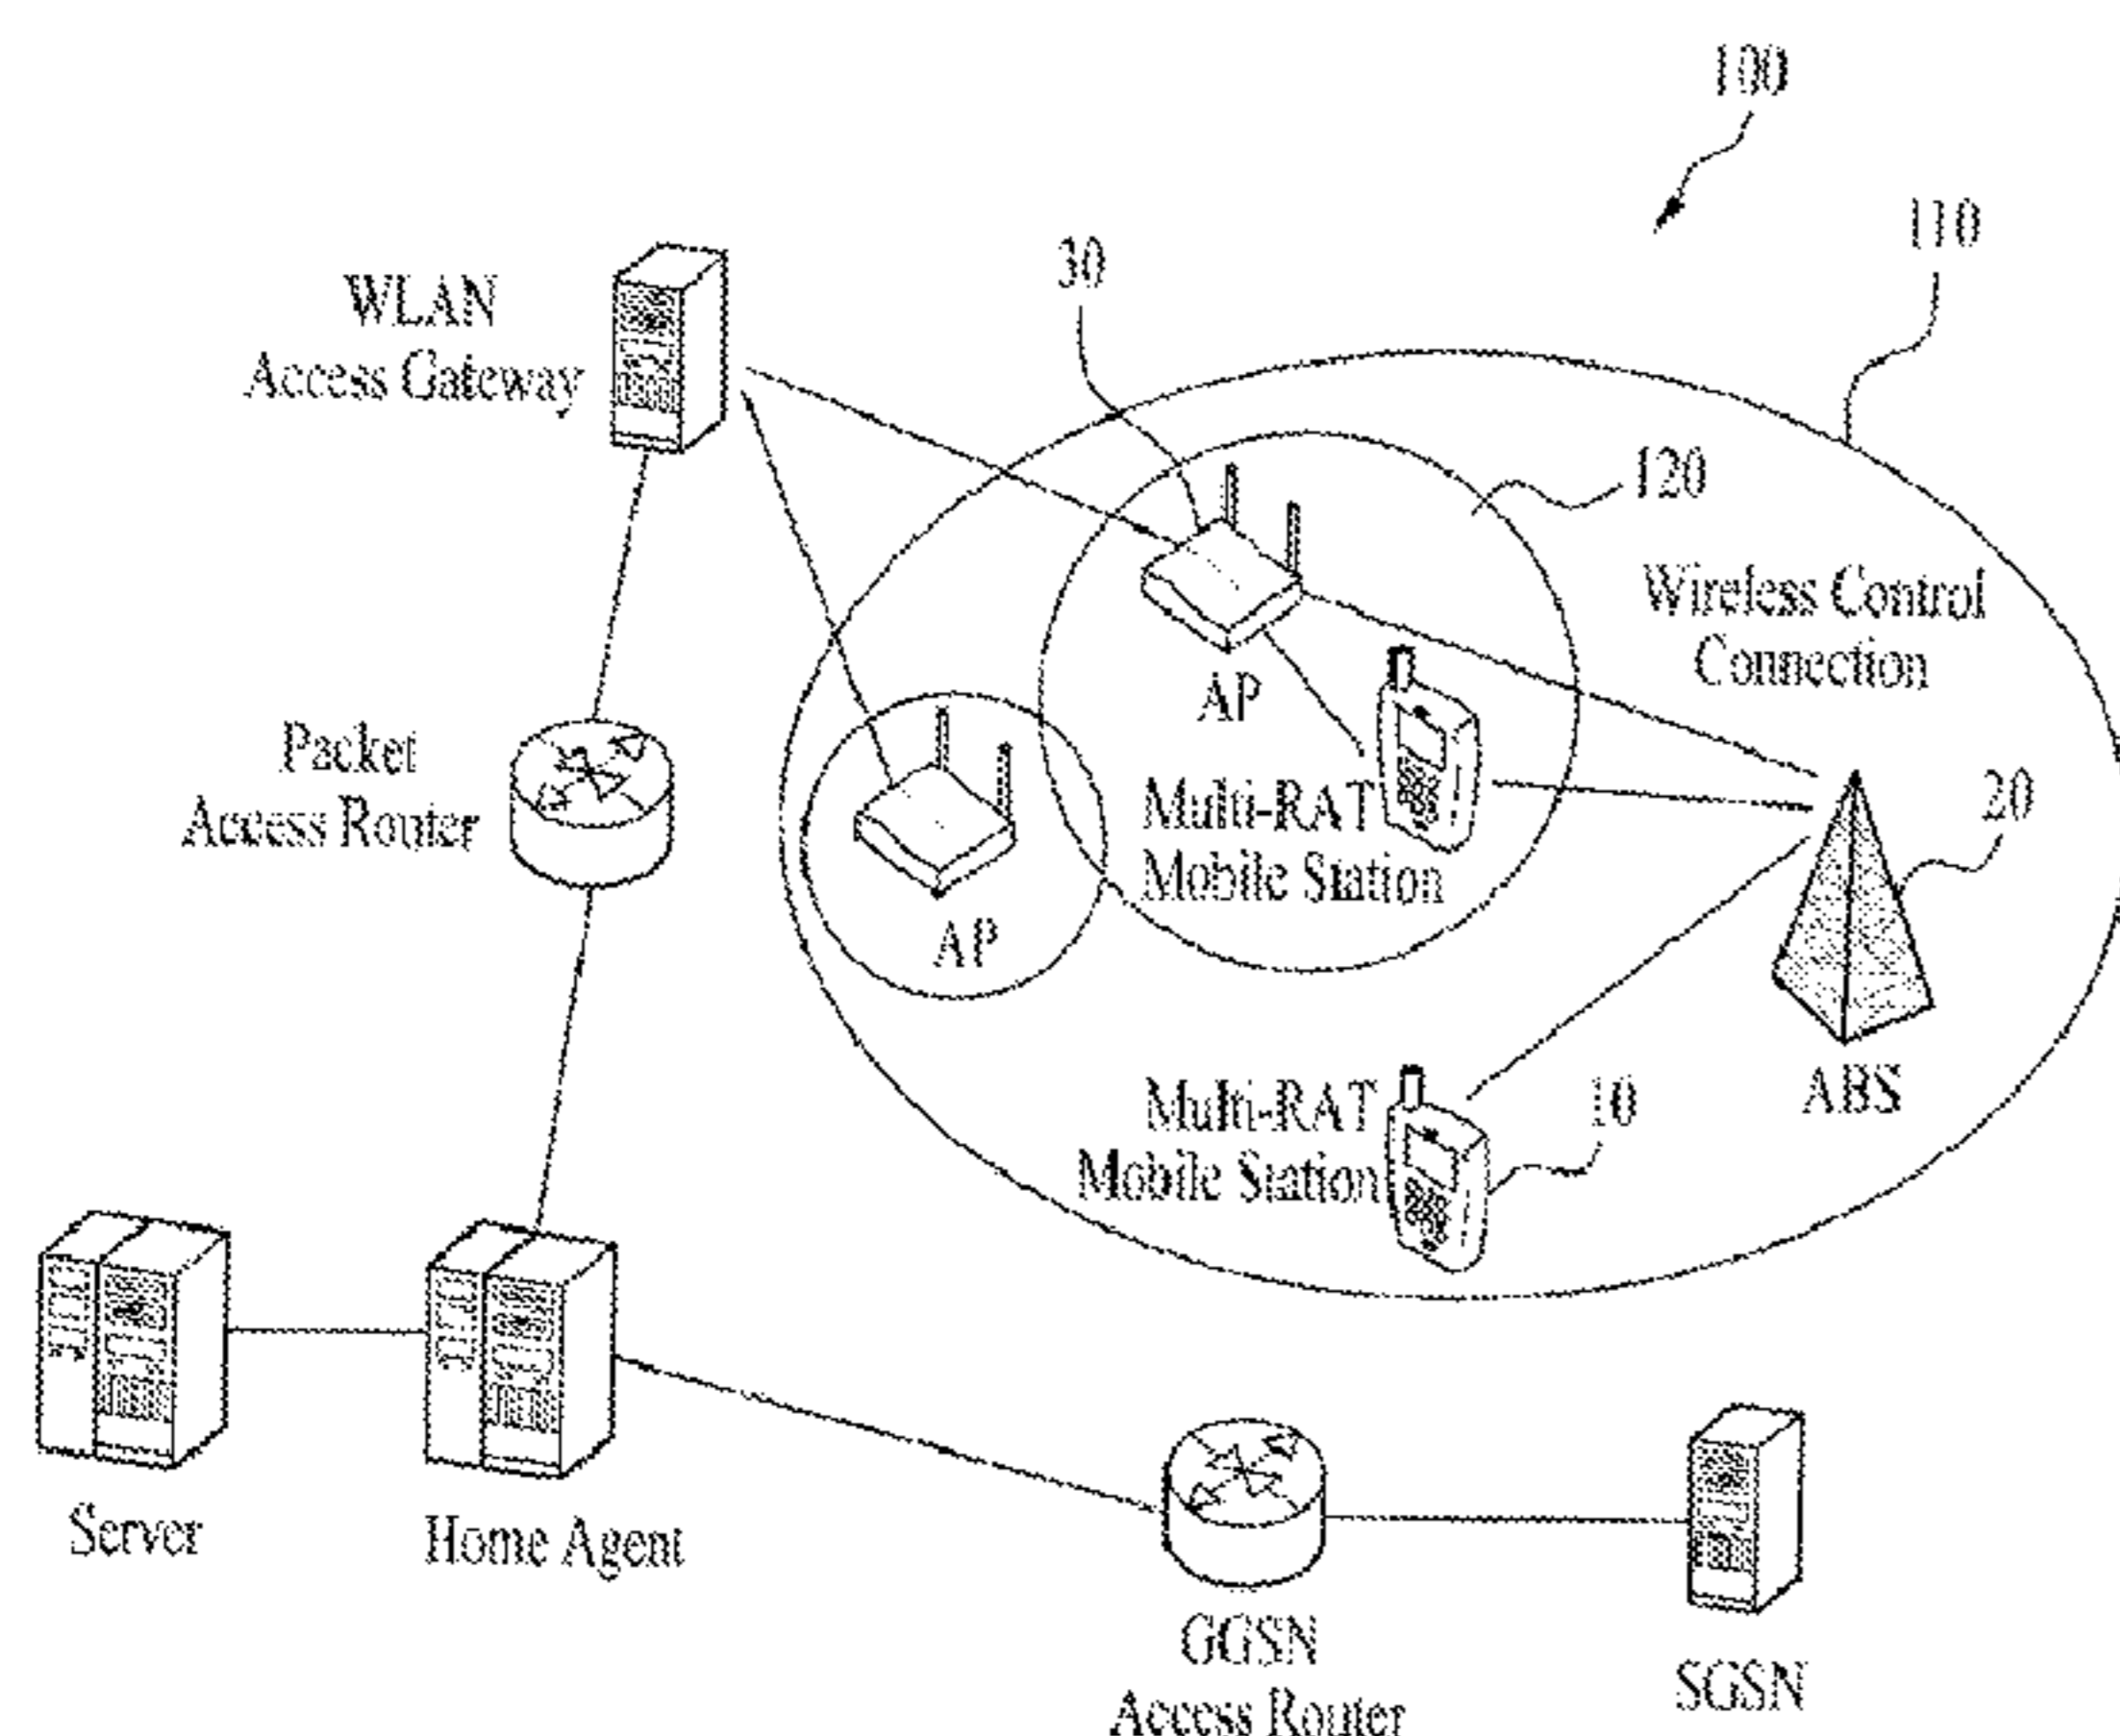 100
110
30
WLAN
Access Gateway
120
Wireless Control
Connection
AP
Packet
Access Router
Multi-RAT
Mobile Station
20
AP
ABS
Multi-RAT
Mobile Station
10
Server
Home Agent
GGSN
Access Router
SGSN